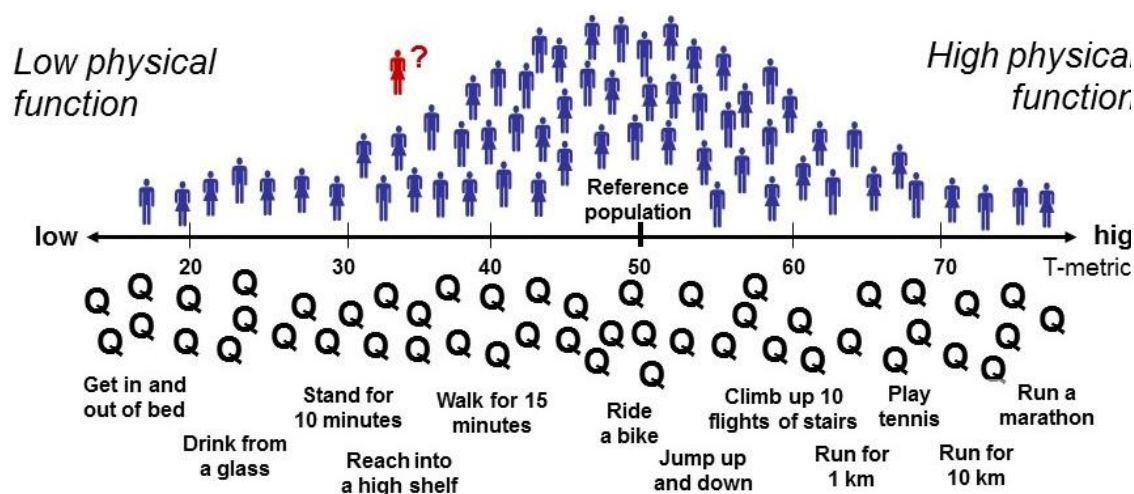 Low physical
function
?
High physical
function
Reference
population
low
high
20 30 40 50 60 70
T-metric
Q Q Q Q Q Q Q Q Q Q Q Q Q Q Q Q Q Q Q Q Q Q Q Q Q Q Q Q Q Q Q Q Q Q Q Q Q Q Q Q Q Q Q Q Q Q Q Q
Get in and
out of bed
Drink from
a glass
Stand for
10 minutes
Reach into
a high shelf
Walk for 15
minutes
Ride
a bike
Jump up
and down
Climb up 10
flights of stairs
Run for
1 km
Play
tennis
Run for
10 km
Run a
marathon